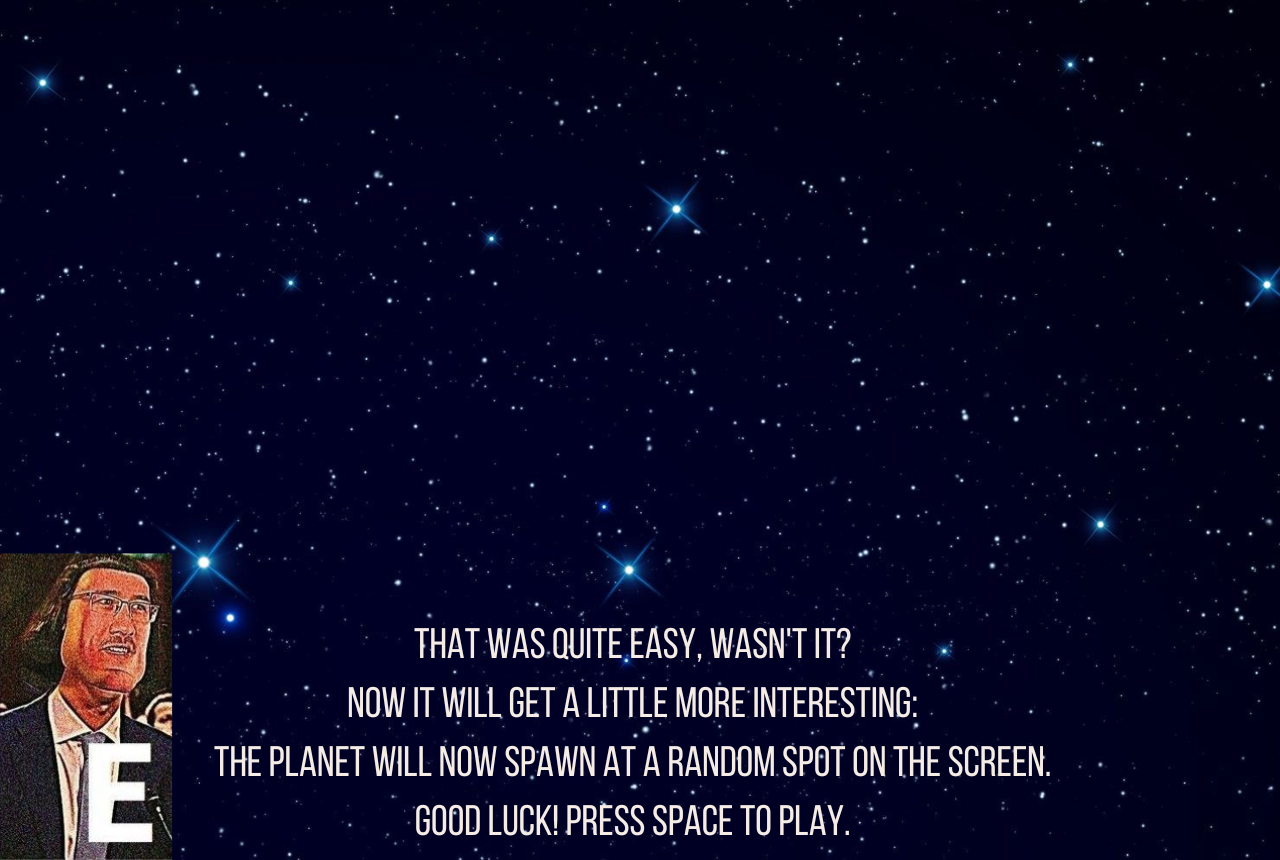 THAT WAS QUITE EASY, WASN'T IT?
NOW IT WILL GET A LITTLE MORE INTERESTING:
THE PLANET WILL NOW SPAWN AT A RANDOM SPOT ON THE SCREEN.
GOOD LUCK! PRESS SPACE TO PLAY.
E